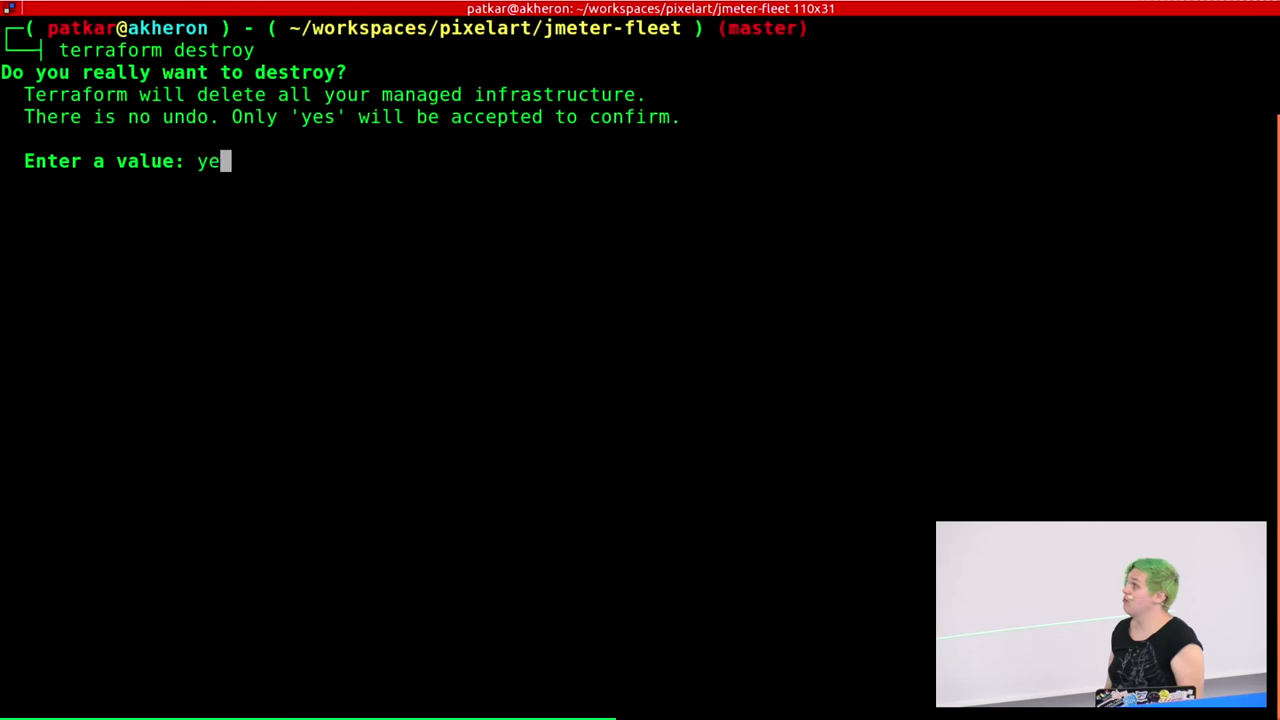 patkar@akheron: ~/workspaces/pixelart/jmeter-fleet 110x31
( patkar@akheron ) - ( ~/workspaces/pixelart/jmeter-fleet ) (master)
terraform destroy
Do you really want to destroy?
Terraform will delete all your managed infrastructure.
There is no undo. Only 'yes' will be accepted to confirm.
Enter a value: ye